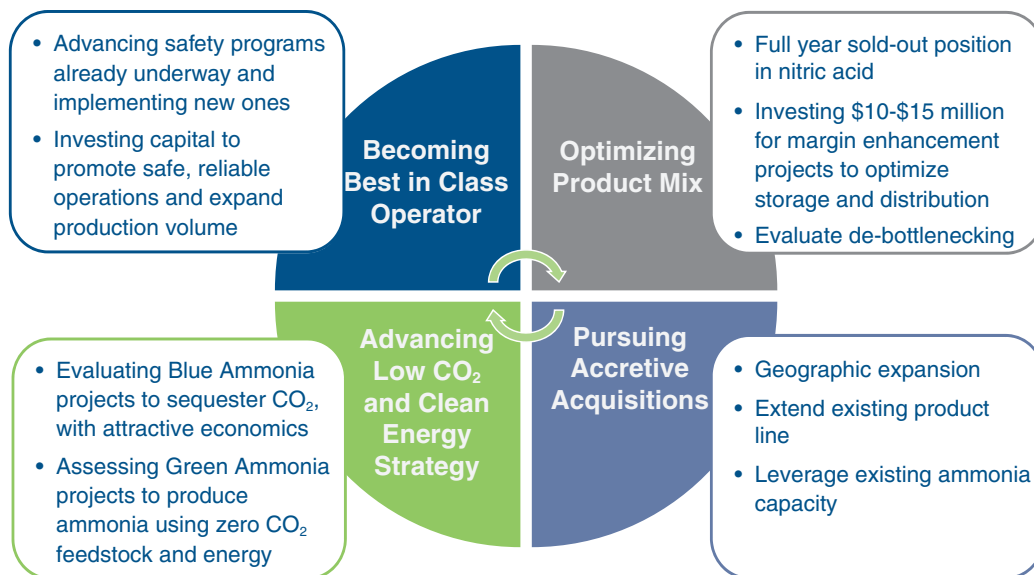 • Advancing safety programs
already underway and
implementing new ones
• Investing capital to
promote safe, reliable
operations and expand
production volume
Becoming
Best in Class
Operator
Optimizing
Product Mix
• Full year sold-out position
in nitric acid
• Investing $10-$15 million
for margin enhancement
projects to optimize
storage and distribution
• Evaluate de-bottlenecking
• Evaluating Blue Ammonia
projects to sequester CO₂,
with attractive economics
• Assessing Green Ammonia
projects to produce
ammonia using zero CO₂
feedstock and energy
Advancing
Low CO₂
and Clean
Energy
Strategy
Pursuing
Accretive
Acquisitions
• Geographic expansion
• Extend existing product
line
• Leverage existing ammonia
capacity